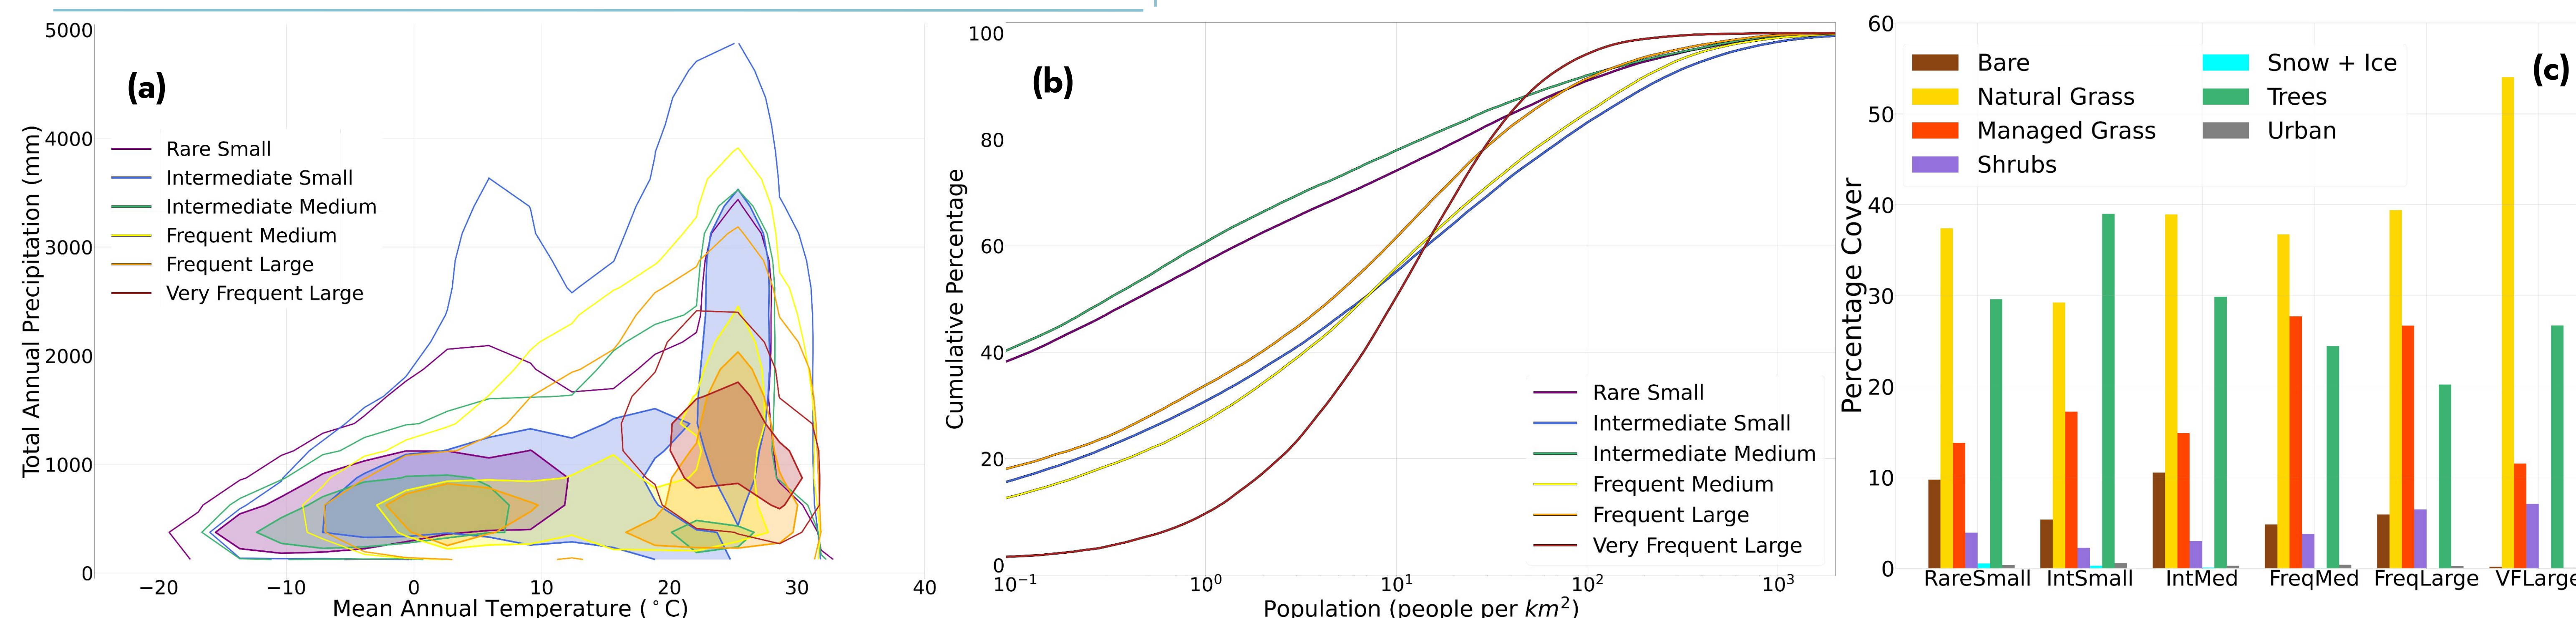 (a)
5000
4000
3000
2000
1000
0
Total Annual Precipitation (mm)
Rare Small
Intermediate Small
Intermediate Medium
Frequent Medium
Frequent Large
Very Frequent Large
−20 −10 0 10 20 30 40
Mean Annual Temperature (°C)
(b)
100
80
60
40
20
0
Cumulative Percentage
Rare Small
Intermediate Small
Intermediate Medium
Frequent Medium
Frequent Large
Very Frequent Large
10⁻¹ 10⁰ 10¹ 10² 10³
Population (people per km²)
(c)
60
50
40
30
20
10
0
Percentage Cover
Bare
Natural Grass
Managed Grass
Shrubs
Snow + Ice
Trees
Urban
RareSmall IntSmall IntMed FreqMed FreqLarge VFLarge